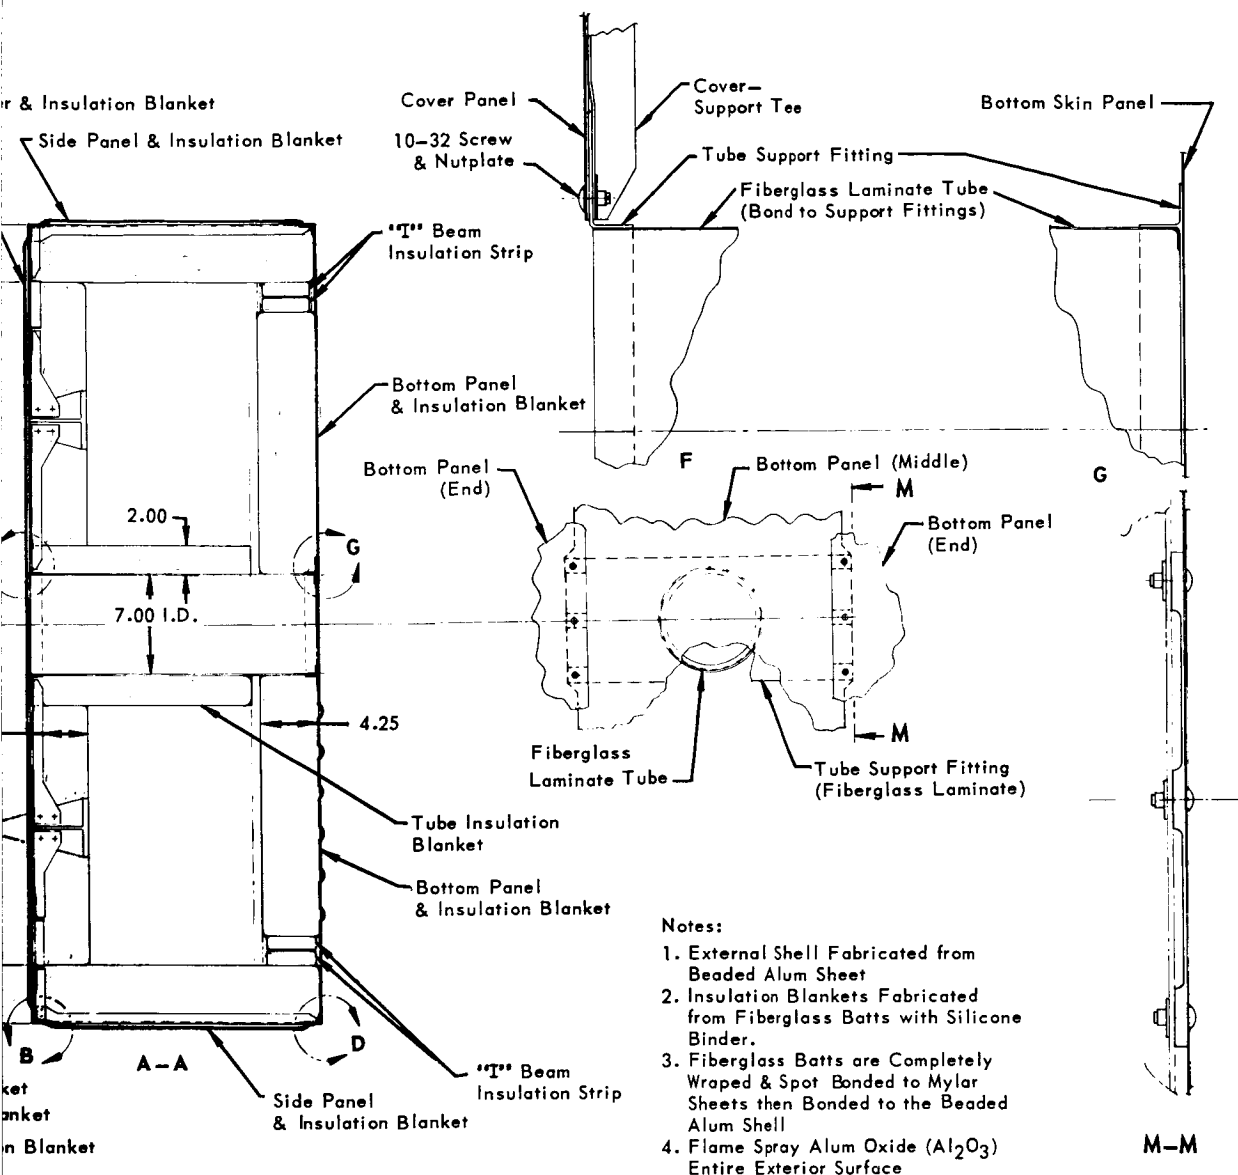 & Insulation Blanket
Side Panel & Insulation Blanket
Cover Panel
10-32 Screw
& Nutplate
Cover-
Support Tee
Tube Support Fitting
Bottom Skin Panel
Fiberglass Laminate Tube
(Bond to Support Fittings)
"I" Beam
Insulation Strip
Bottom Panel
& Insulation Blanket
F
G
Bottom Panel
(End)
Bottom Panel (Middle)
M
Bottom Panel
(End)
2.00
G
7.00 I.D.
4.25
M
Fiberglass
Laminate Tube
Tube Support Fitting
(Fiberglass Laminate)
Tube Insulation
Blanket
Bottom Panel
& Insulation Blanket
B
A-A
D
"I" Beam
Insulation Strip
Side Panel
& Insulation Blanket
Blanket
Notes:
1. External Shell Fabricated from
Beaded Alum Sheet
2. Insulation Blankets Fabricated
from Fiberglass Batts with Silicone
Binder.
3. Fiberglass Batts are Completely
Wraped & Spot Bonded to Mylar
Sheets then Bonded to the Beaded
Alum Shell
4. Flame Spray Alum Oxide (Al2O3)
Entire Exterior Surface
M-M